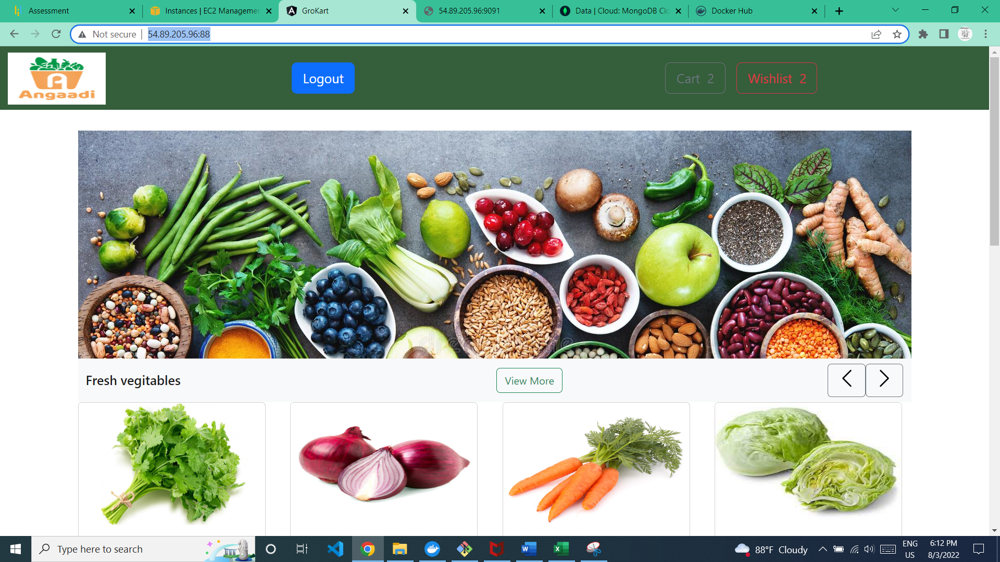 Assessment
Instances | EC2 Managemen
GroKart
54.89.205.96:9091
Data | Cloud: MongoDB Clo
Docker Hub
Not secure
54.89.205.96:88
Angaadi
Logout
Cart 2
Wishlist 2
Fresh vegitables
View More
Type here to search
88°F Cloudy
ENG
US
6:12 PM
8/3/2022